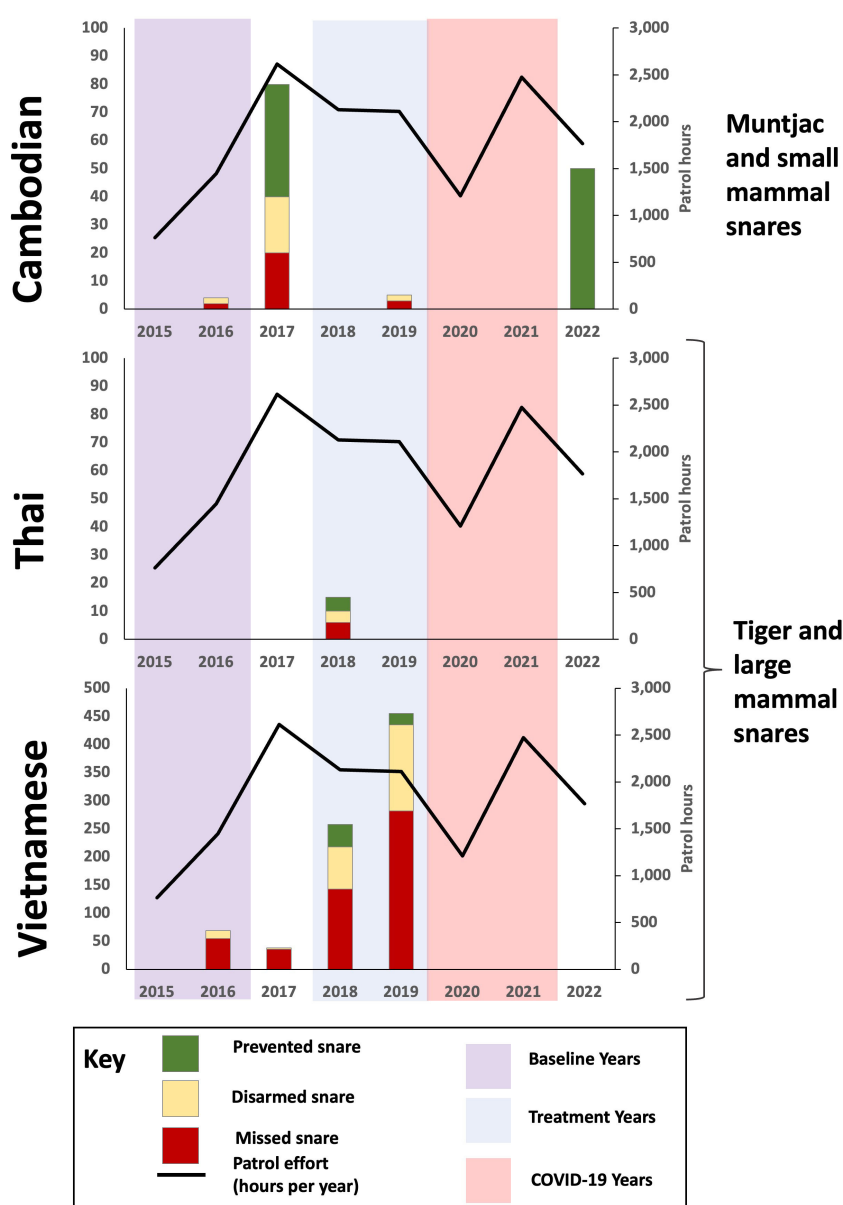 Cambodian
100
90
80
70
60
50
40
30
20
10
0
3,000
2,500
2,000
1,500
1,000
500
0
Patrol hours
2015 2016 2017 2018 2019 2020 2021 2022
Muntjac
and small
mammal
snares
Thai
100
90
80
70
60
50
40
30
20
10
0
3,000
2,500
2,000
1,500
1,000
500
0
Patrol hours
2015 2016 2017 2018 2019 2020 2021 2022
Tiger and
large
mammal
snares
Vietnamese
500
450
400
350
300
250
200
150
100
50
0
3,000
2,500
2,000
1,500
1,000
500
0
Patrol hours
2015 2016 2017 2018 2019 2020 2021 2022
Key
Prevented snare
Disarmed snare
Missed snare
Patrol effort
(hours per year)
Baseline Years
Treatment Years
COVID-19 Years